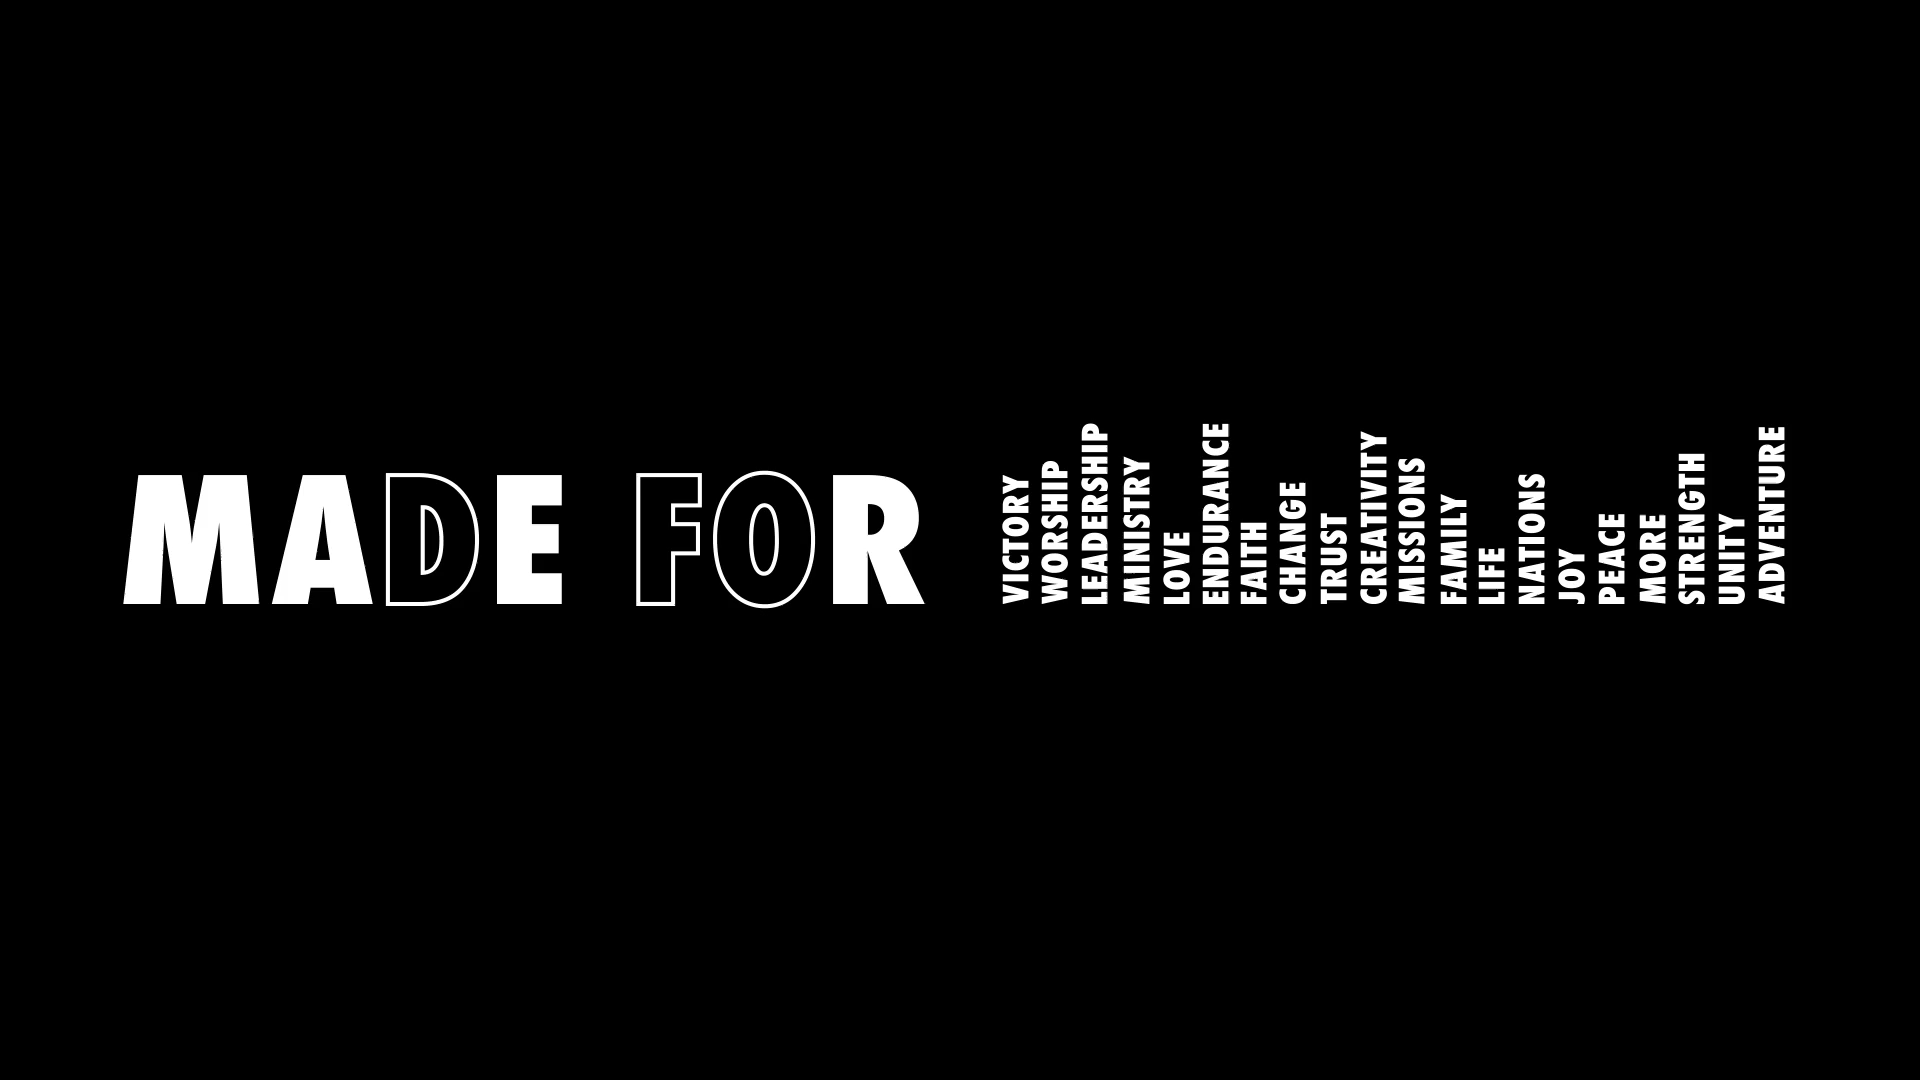 MADE FOR
VICTORY
WORSHIP
LEADERSHIP
MINISTRY
LOVE
ENDURANCE
FAITH
CHANGE
TRUST
CREATIVITY
MISSIONS
FAMILY
LIFE
NATIONS
JOY
PEACE
MORE
STRENGTH
UNITY
ADVENTURE